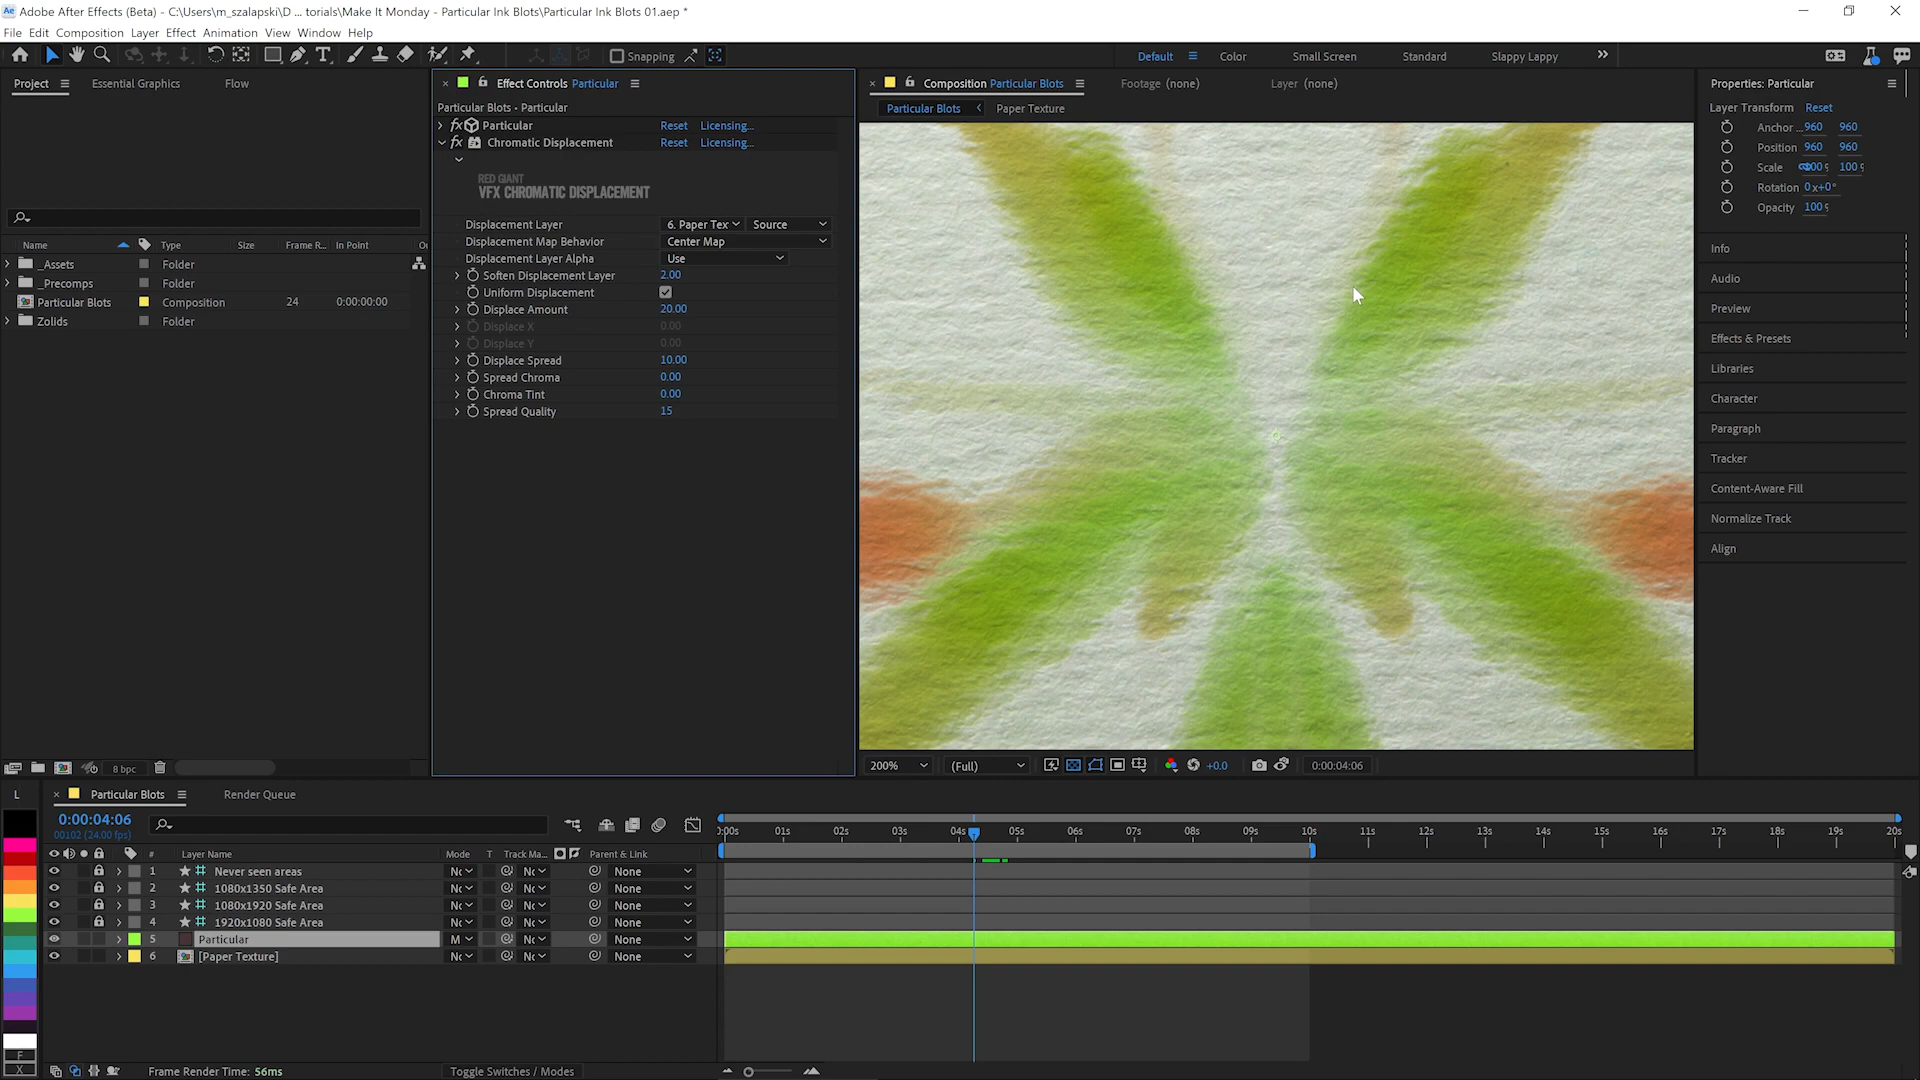 Adobe After Effects (Beta) - C:\Users\m_szalapski\D ... torials\Make It Monday - Particular Ink Blots\Particular Ink Blots 01.aep *
File Edit Composition Layer Effect Animation View Window Help
Snapping
Default Color Small Screen Standard Slappy Lappy
Project Essential Graphics Flow
Name Type Size Frame R... In Point
_Assets Folder
_Precomps Folder
Particular Blots Composition 24 0:00:00:00
Zolids Folder
8 bpc
Effect Controls Particular
Particular Blots • Particular
fx Particular Reset Licensing...
fx Chromatic Displacement Reset Licensing...
RED GIANT
VFX CHROMATIC DISPLACEMENT
Displacement Layer 6. Paper Tex Source
Displacement Map Behavior Center Map
Displacement Layer Alpha Use
Soften Displacement Layer 2.00
Uniform Displacement
Displace Amount 20.00
Displace X 0.00
Displace Y 0.00
Displace Spread 10.00
Spread Chroma 0.00
Chroma Tint 0.00
Spread Quality 15
Composition Particular Blots Footage (none) Layer (none)
Particular Blots Paper Texture
200% (Full) +0.0 0:00:04:06
Properties: Particular
Layer Transform Reset
Anchor ... 960 960
Position 960 960
Scale 100
Rotation 0x+0°
Opacity 100
Info
Audio
Preview
Effects & Presets
Libraries
Character
Paragraph
Tracker
Content-Aware Fill
Normalize Track
Align
L
Particular Blots Render Queue
0:00:04:06
00102 (24.00 fps)
:00s 01s 02s 03s 04s 05s 06s 07s 08s 09s 10s 11s 12s 13s 14s 15s 16s 17s 18s 19s 20s
# Layer Name Mode T Track Ma... Parent & Link
1 Never seen areas Nc Nc None
2 1080x1350 Safe Area Nc Nc None
3 1080x1920 Safe Area Nc Nc None
4 1920x1080 Safe Area Nc Nc None
5 Particular M Nc None
6 [Paper Texture] Nc Nc None
F
X
Frame Render Time: 56ms
Toggle Switches / Modes